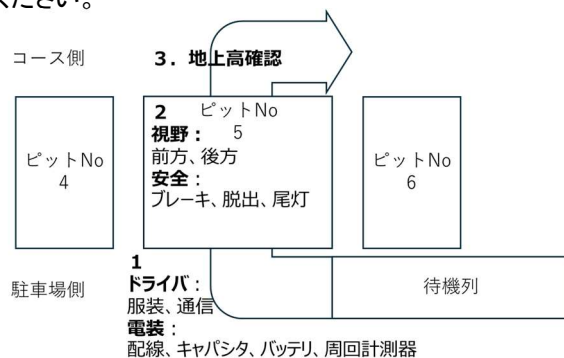 ださい。
コース側
3．地上高確認
ピットNo
4
2 ピットNo
5
視野：
前方、後方
安全：
ブレーキ、脱出、尾灯
ピットNo
6
駐車場側
1
ドライバ：
服装、通信
電装：
配線、キャパシタ、バッテリ、周回計測器
待機列